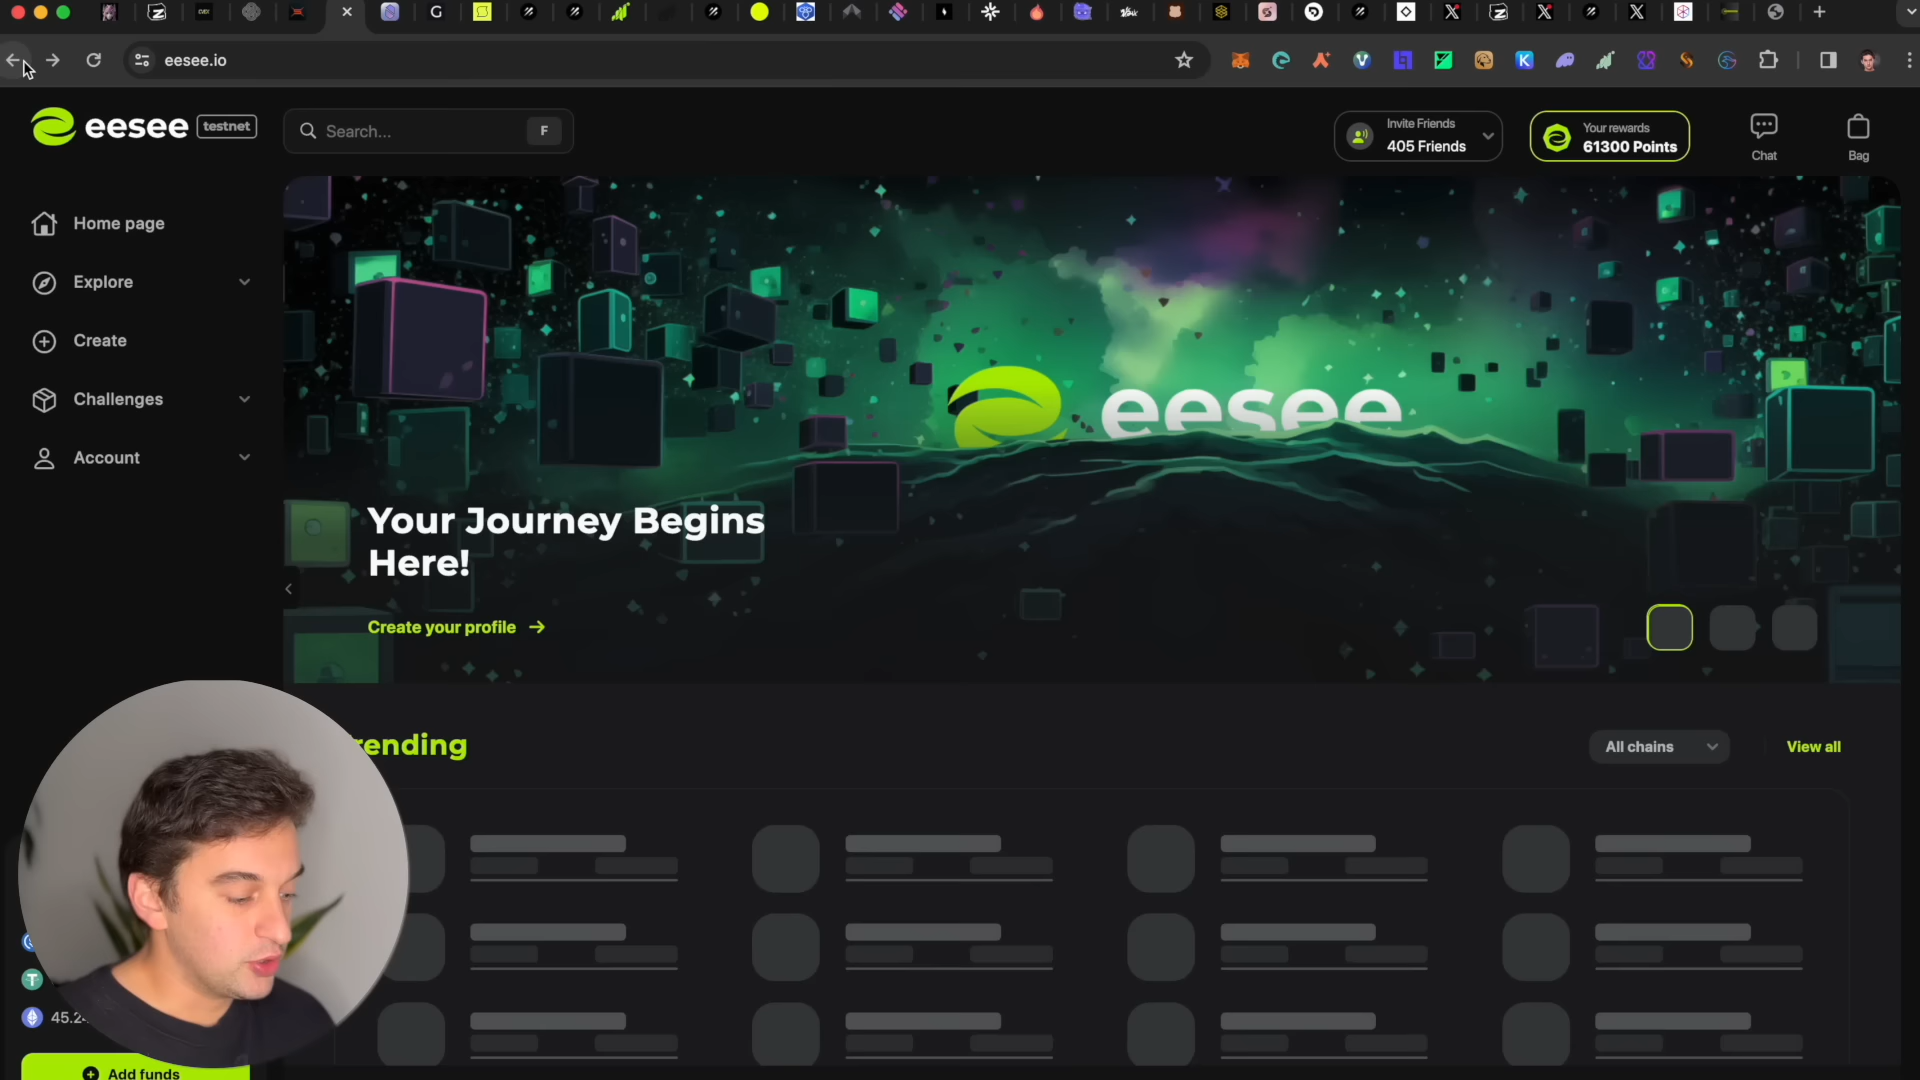 eesee.io
eesee testnet
Search...
F
Invite Friends
405 Friends
Your rewards
61300 Points
Chat
Bag
Home page
Explore
Create
Challenges
Account
eesee
Your Journey Begins
Here!
Create your profile
rending
All chains
View all
Add funds